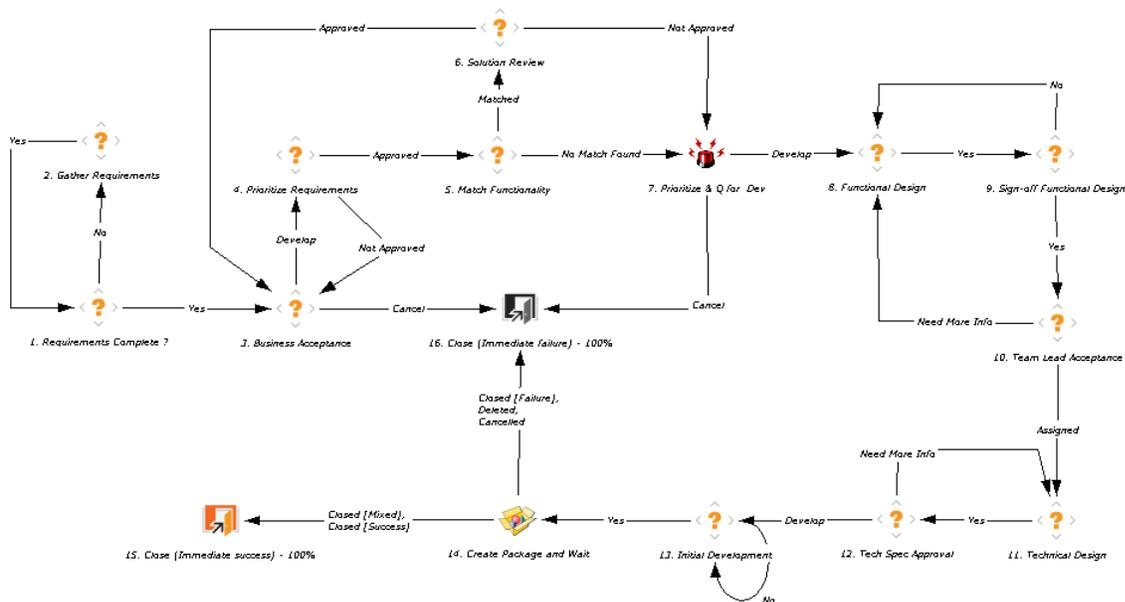 Approved
Not Approved
6. Solution Review
Matched
No
Yes
2. Gather Requirements
Approved
No Match Found
Develop
Yes
4. Prioritize Requirements
5. Match Functionality
7. Prioritize & Q for Dev
8. Functional Design
9. Sign-off Functional Design
No
Develop
Not Approved
Yes
Yes
Cancel
Cancel
Need More Info
1. Requirements Complete ?
3. Business Acceptance
16. Close (Immediate failure) - 100%
10. Team Lead Acceptance
Closed [Failure],
Deleted,
Cancelled
Assigned
Need More Info
Closed [Mixed],
Closed [Success]
Yes
Develop
Yes
15. Close (Immediate success) - 100%
14. Create Package and Wait
13. Initial Development
12. Tech Spec Approval
11. Technical Design
No